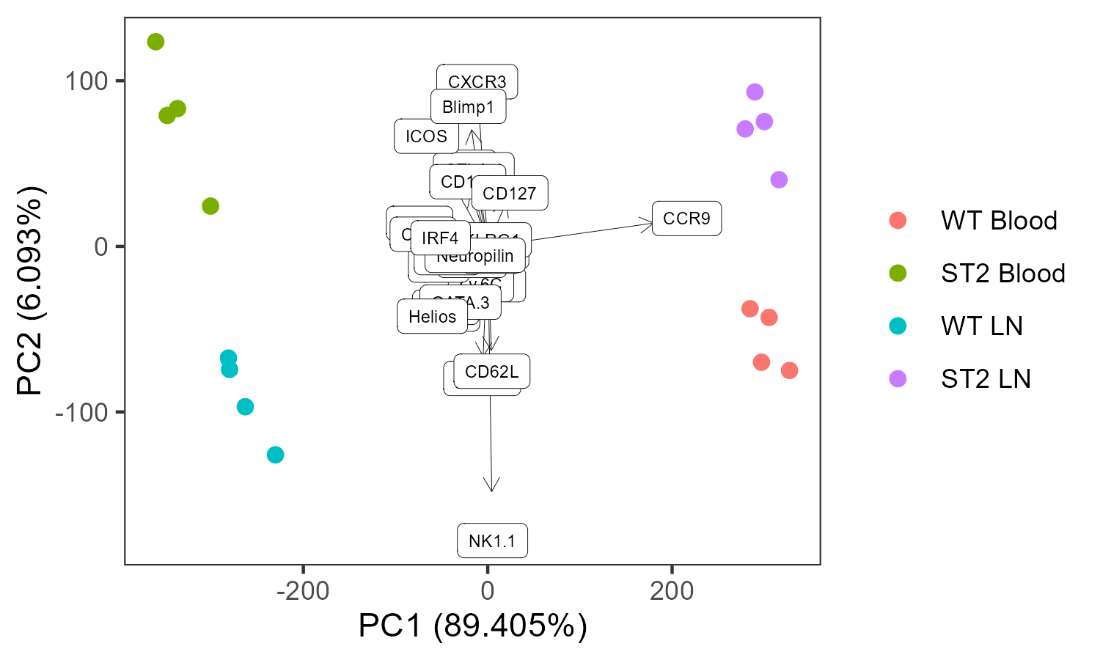 CXCR3
Blimp1
ICOS
CD127
CCR9
IRF4
Neuropilin
Helios
CD62L
NK1.1
100
0
-100
-200
0
200
PC1 (89.405%)
PC2 (6.093%)
WT Blood
ST2 Blood
WT LN
ST2 LN